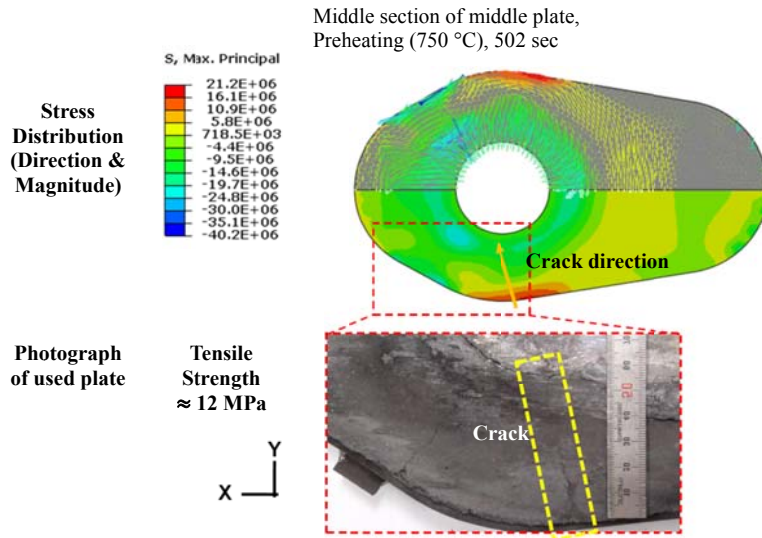 Middle section of middle plate,
Preheating (750 °C), 502 sec
S, Max. Principal
21.2E+06
16.1E+06
10.9E+06
5.8E+06
718.5E+03
-4.4E+06
-9.5E+06
-14.6E+06
-19.7E+06
-24.8E+06
-30.0E+06
-35.1E+06
-40.2E+06
Stress
Distribution
(Direction &
Magnitude)
Crack direction
Photograph
of used plate
Tensile
Strength
≈ 12 MPa
Crack
Y
X